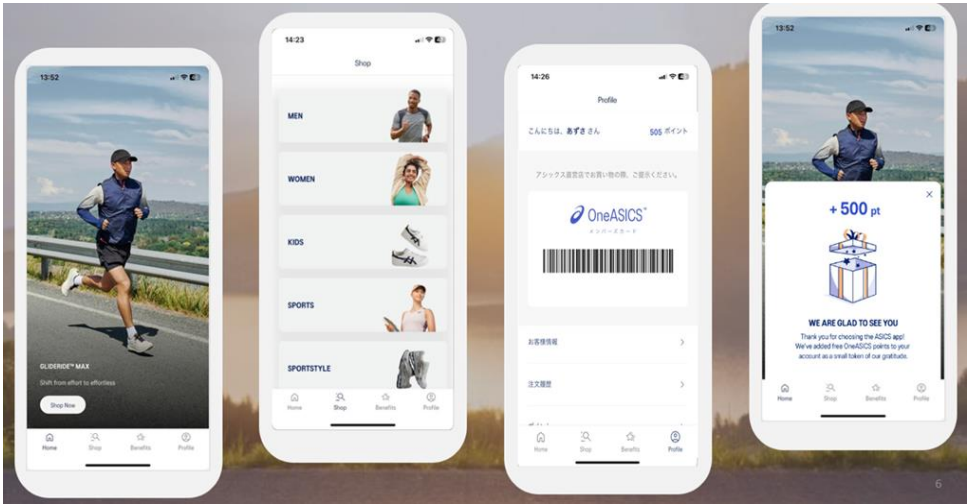 13:52
GLIDERIDE™ MAX
Shift from effort to effortless
Shop Now
Home Shop Benefits Profile
14:23
Shop
MEN
WOMEN
KIDS
SPORTS
SPORTSTYLE
Home Shop Benefits Profile
14:26
Profile
こんにちは、あずき さん 505 ポイント
アシックス直営店でお買い物の際、ご提示ください。
OneASICS™
メンバーズカード
お客様情報
注文履歴
Home Shop Benefits Profile
13:52
+ 500 pt
WE ARE GLAD TO SEE YOU
Thank you for choosing the ASICS app!
We've added free OneASICS points to your
account as a small token of our gratitude.
Home Shop Benefits Profile
6